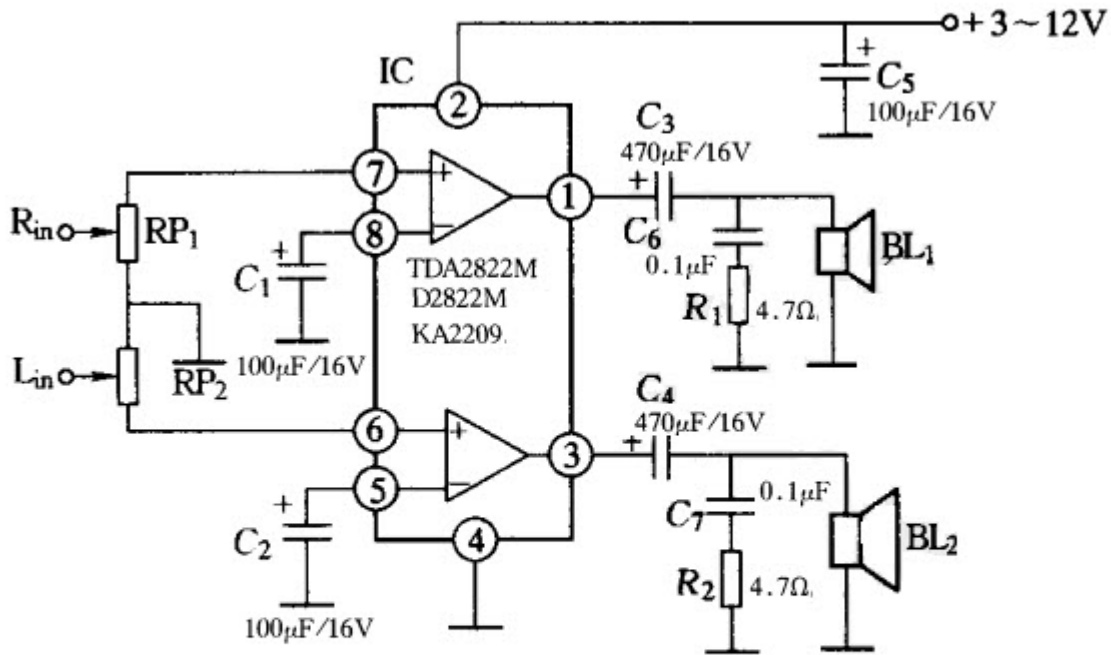 +3~12V
IC
②
C5
100μF/16V
C3
470μF/16V
⑦
+
+
①
Rin
RP1
⑧
−
C6
0.1μF
BL1
+
C1
TDA2822M
D2822M
KA2209
R1
4.7Ω
100μF/16V
Lin
RP2
C4
470μF/16V
⑥
+
③
+
⑤
−
0.1μF
+
C7
C2
④
BL2
R2
4.7Ω
100μF/16V
+